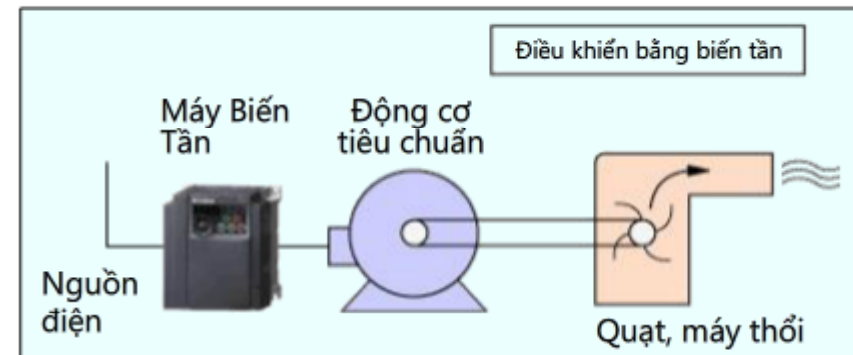 Điều khiển bằng biến tần
Máy Biến
Tần
Động cơ
tiêu chuẩn
Nguồn
điện
Quạt, máy thổi